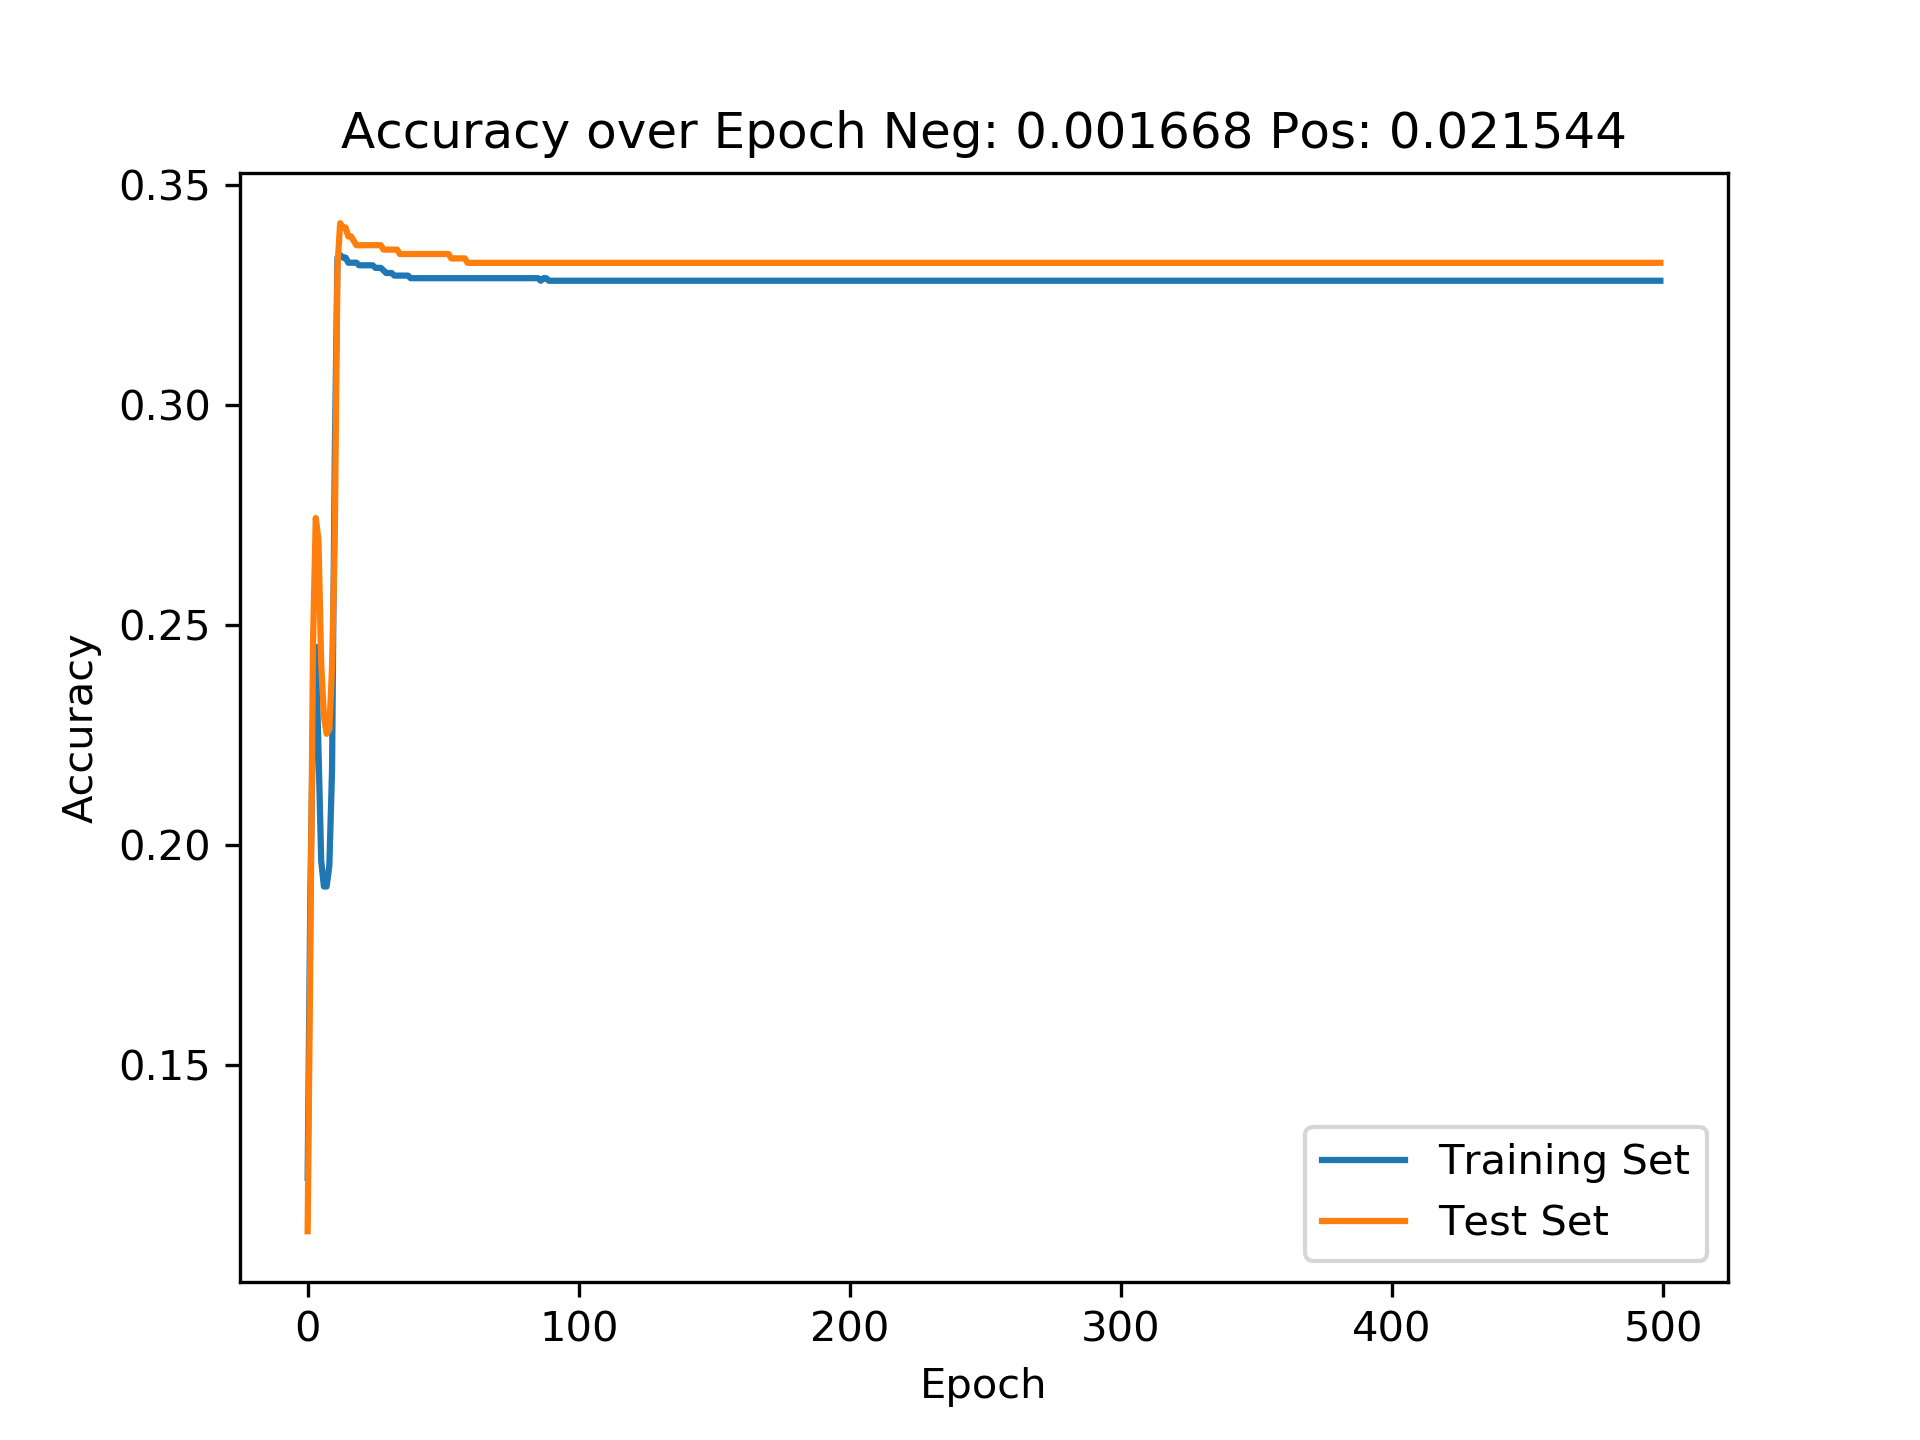 Accuracy over Epoch Neg: 0.001668 Pos: 0.021544
0.35
0.30
0.25
0.20
0.15
Accuracy
0 100 200 300 400 500
Epoch
Training Set
Test Set